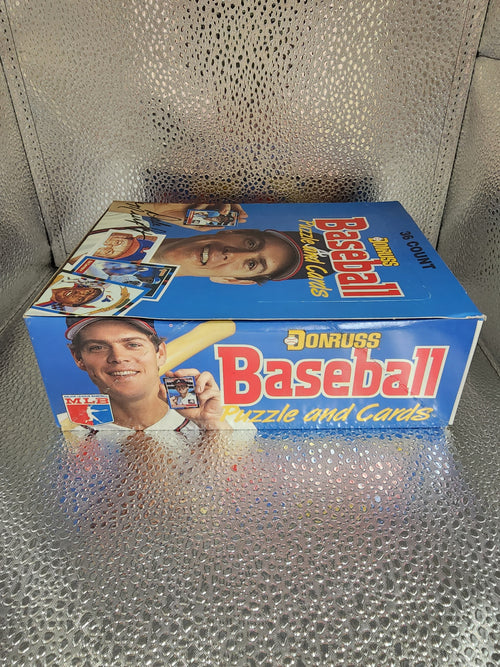 36 COUNT
DONRUSS
Baseball
Puzzle and Cards
DONRUSS
Baseball
Puzzle and Cards
MLB